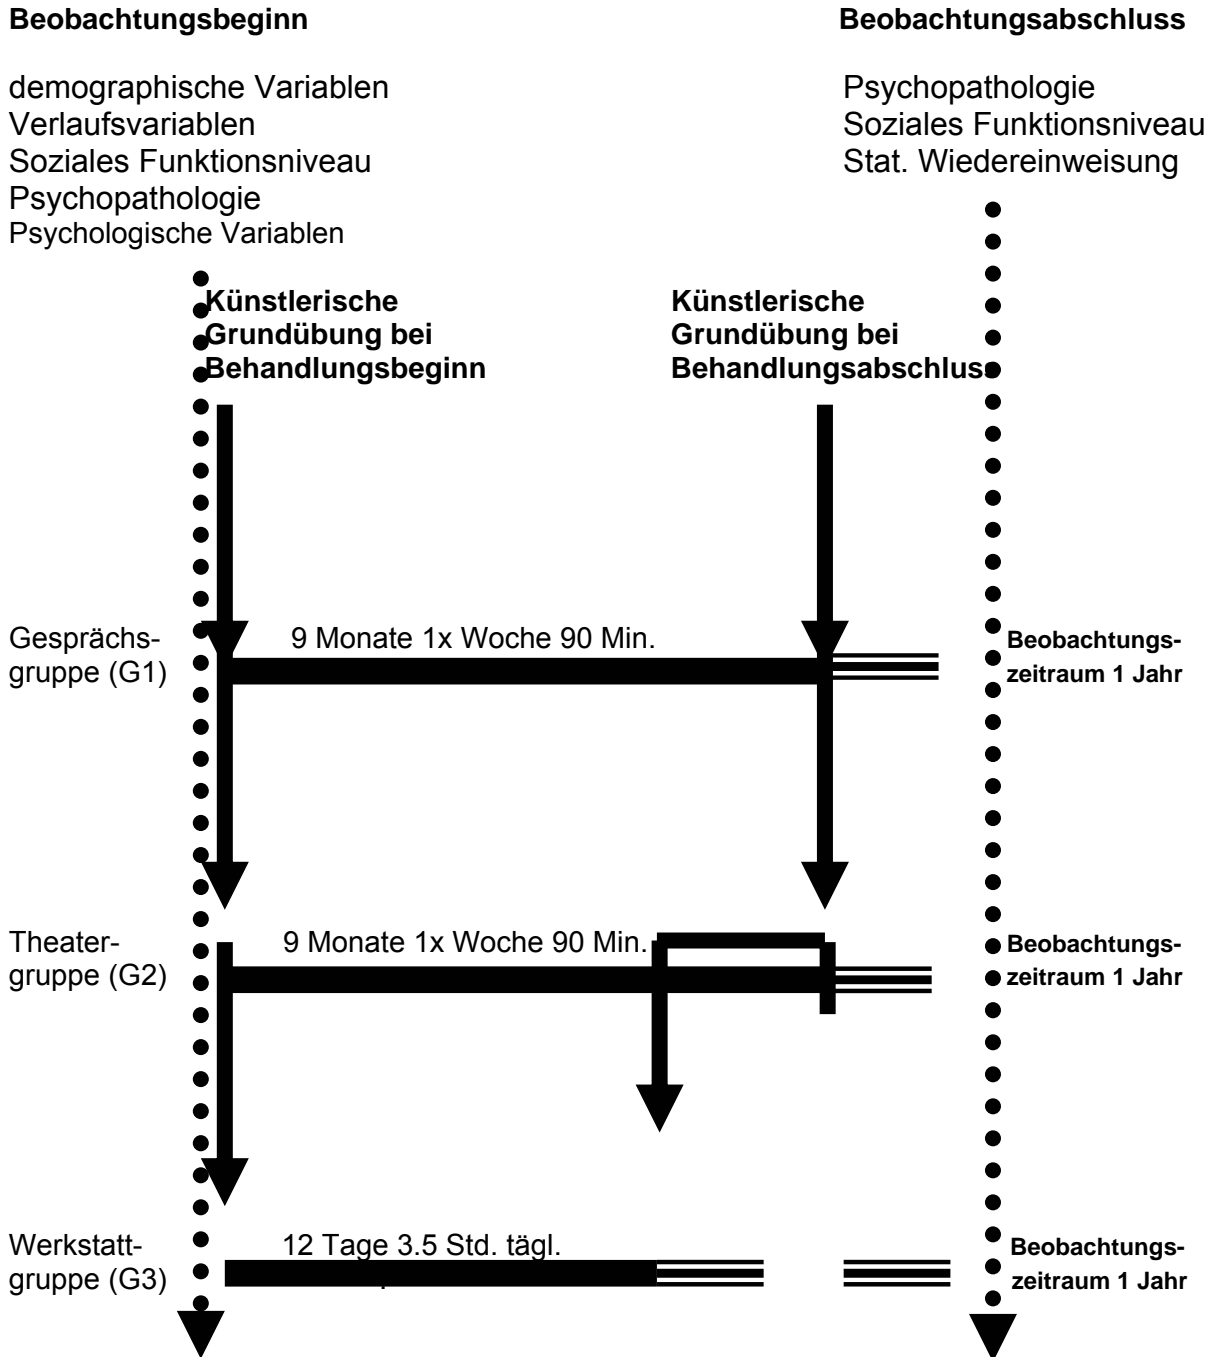 Beobachtungsbeginn
Beobachtungsabschluss
demographische Variablen
Verlaufsvariablen
Soziales Funktionsniveau
Psychopathologie
Psychologische Variablen
Psychopathologie
Soziales Funktionsniveau
Stat. Wiedereinweisung
Künstlerische
Grundübung bei
Behandlungsbeginn
Künstlerische
Grundübung bei
Behandlungsabschluss
Gesprächs-
gruppe (G1)
9 Monate 1x Woche 90 Min.
Beobachtungs-
zeitraum 1 Jahr
Theater-
gruppe (G2)
9 Monate 1x Woche 90 Min.
Beobachtungs-
zeitraum 1 Jahr
Werkstatt-
gruppe (G3)
12 Tage 3.5 Std. tägl.
Beobachtungs-
zeitraum 1 Jahr